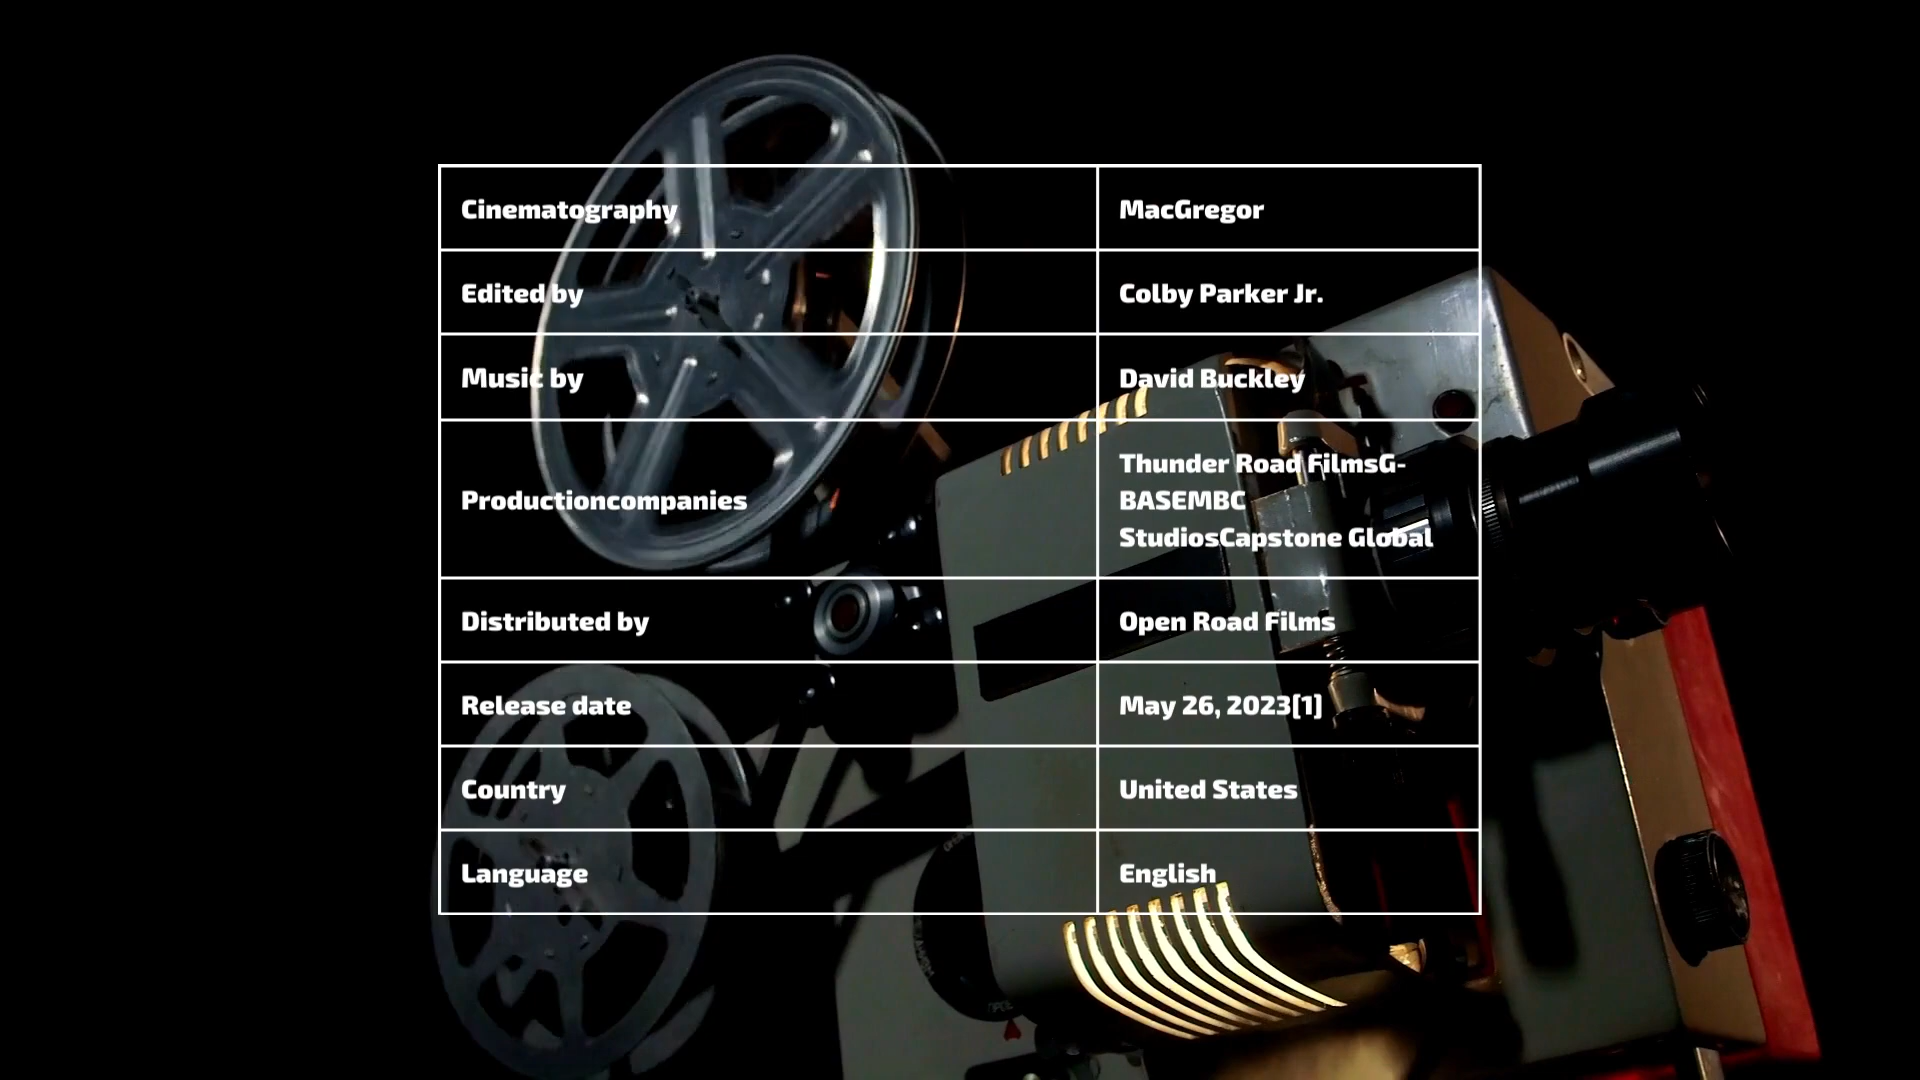 Cinematography MacGregor
Edited by Colby Parker Jr.
Music by David Buckley
Productioncompanies Thunder Road FilmsG-
BASEMBC
StudiosCapstone Global
Distributed by Open Road Films
Release date May 26, 2023[1]
Country United States
Language English